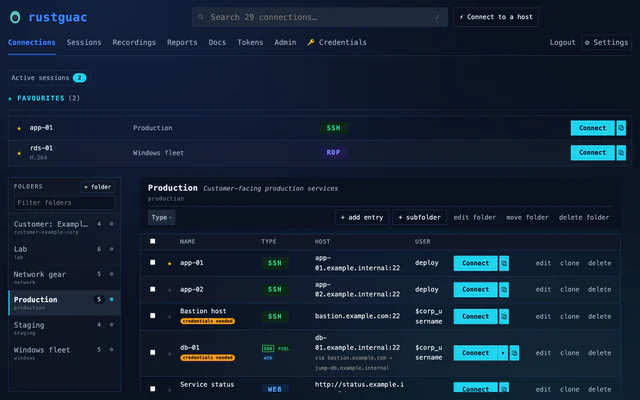 rustguac
Search 29 connections…
/
⚡ Connect to a host
Connections Sessions Recordings Reports Docs Tokens Admin 🔑 Credentials
Logout ⚙ Settings
Active sessions 2
★ FAVOURITES (2)
★ app-01 Production SSH Connect
★ rds-01 Windows fleet RDP Connect
H.264
FOLDERS + folder
Filter folders
Customer: Exampl… 4
customer-example-corp
Lab 6
lab
Network gear 5
network
Production 5
production
Staging 4
staging
Windows fleet 5
windows
Production Customer-facing production services
production
Type
+ add entry + subfolder edit folder move folder delete folder
NAME TYPE HOST USER
★ app-01 SSH app-01.example.internal:22 deploy Connect edit clone delete
☆ app-02 SSH app-02.example.internal:22 deploy Connect edit clone delete
☆ Bastion host SSH bastion.example.com:22 $corp_username Connect edit clone delete
credentials needed
☆ db-01 SSH PSQL WEB db-01.example.internal:22 $corp_username Connect ▾ edit clone delete
credentials needed
via bastion.example.com →
jump-db.example.internal
☆ Service status WEB http://status.example.i Connect edit clone delete